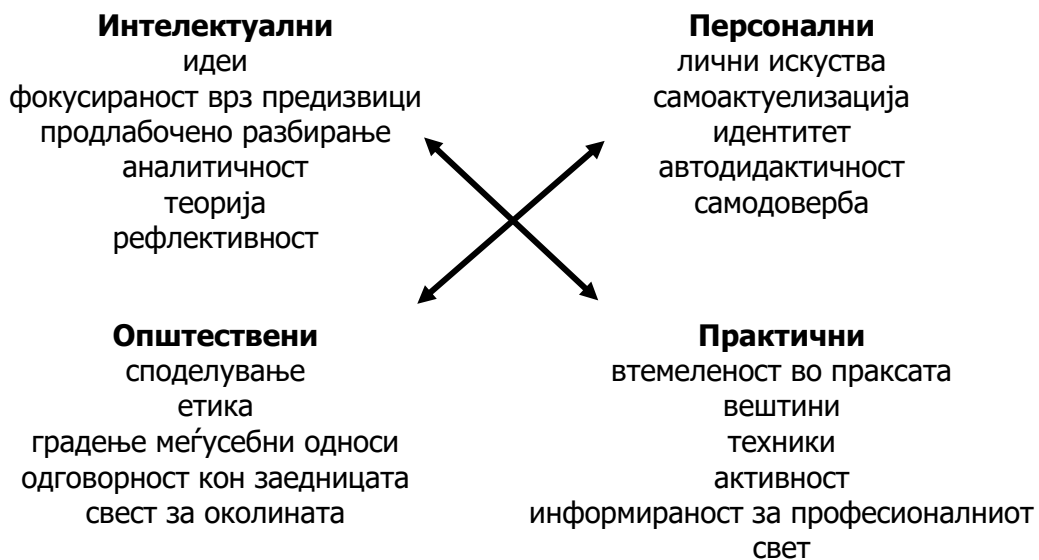 Интелектуални
идеи
фокусираност врз предизвици
продлабочено разбирање
аналитичност
теорија
рефлективност
Персонални
лични искуства
самоактуелизација
идентитет
автодидактичност
самодоверба
Општествени
споделување
етика
градење меѓусебни односи
одговорност кон заедницата
свест за околината
Практични
втемеленост во праксата
вештини
техники
активност
информираност за професионалниот
свет